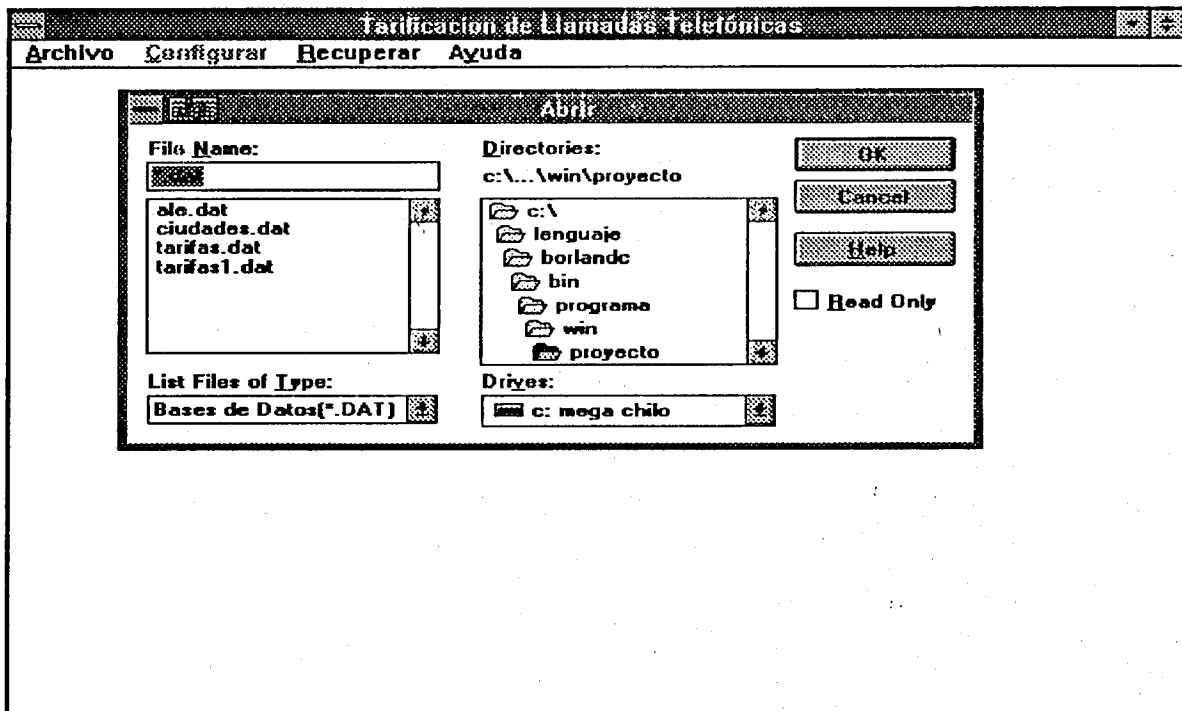 Tarificacion de Llamadas Telefónicas
Archivo Configurar Recuperar Ayuda
Abrir
File Name:
*.dat
ale.dat
ciudades.dat
tarifas.dat
tarifas1.dat
List Files of Type:
Bases de Datos(*.DAT)
Directories:
c:\...\win\proyecto
c:\
lenguaje
borlandc
bin
programa
win
proyecto
Drives:
c: mega chilo
OK
Cancel
Help
Read Only